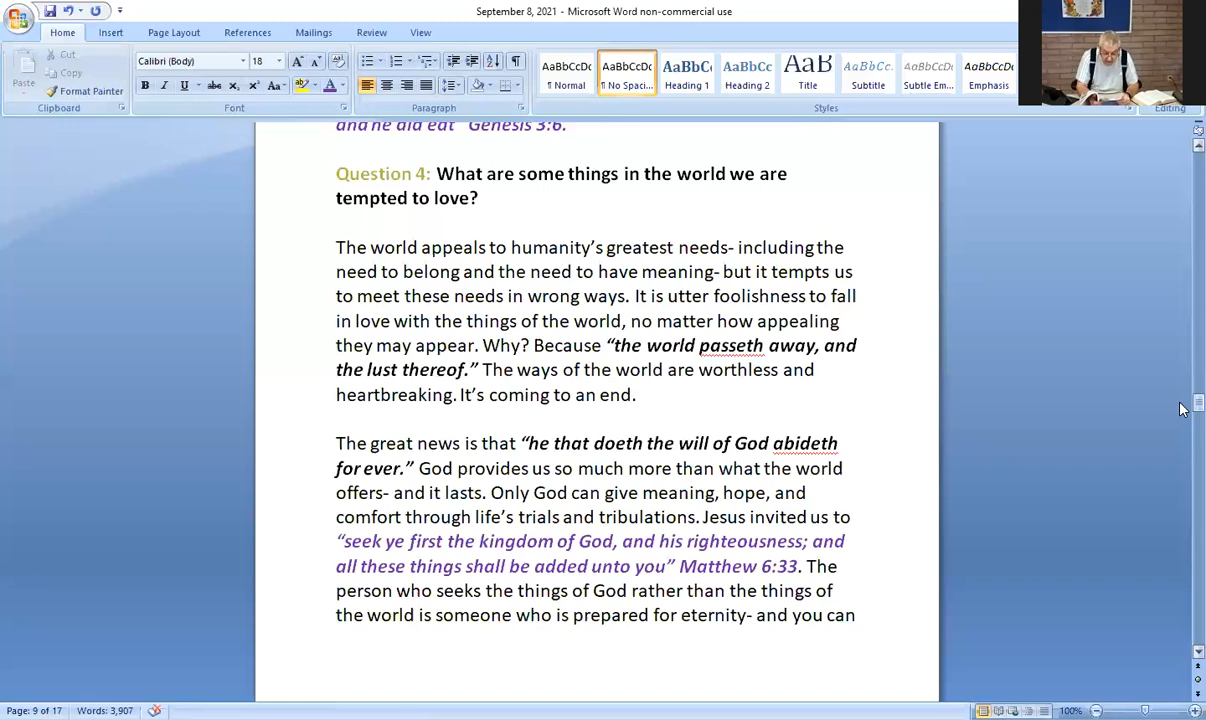 September 8, 2021 - Microsoft Word non-commercial use
Home Insert Page Layout References Mailings Review View
Cut
Copy
Paste
Format Painter
Clipboard
Calibri (Body) 18
Font
Paragraph
AaBbCcDc AaBbCcDc AaBbC AaBbCc AaB AaBbCcDc AaBbCcDc AaBbCcDc
¶ Normal ¶ No Spaci... Heading 1 Heading 2 Title Subtitle Subtle Em... Emphasis
Styles
Editing
and he did eat" Genesis 3:6.
Question 4: What are some things in the world we are
tempted to love?
The world appeals to humanity’s greatest needs- including the
need to belong and the need to have meaning- but it tempts us
to meet these needs in wrong ways. It is utter foolishness to fall
in love with the things of the world, no matter how appealing
they may appear. Why? Because “the world passeth away, and
the lust thereof.” The ways of the world are worthless and
heartbreaking. It’s coming to an end.
The great news is that “he that doeth the will of God abideth
for ever.” God provides us so much more than what the world
offers- and it lasts. Only God can give meaning, hope, and
comfort through life’s trials and tribulations. Jesus invited us to
“seek ye first the kingdom of God, and his righteousness; and
all these things shall be added unto you” Matthew 6:33. The
person who seeks the things of God rather than the things of
the world is someone who is prepared for eternity- and you can
Page: 9 of 17 Words: 3,907 100%